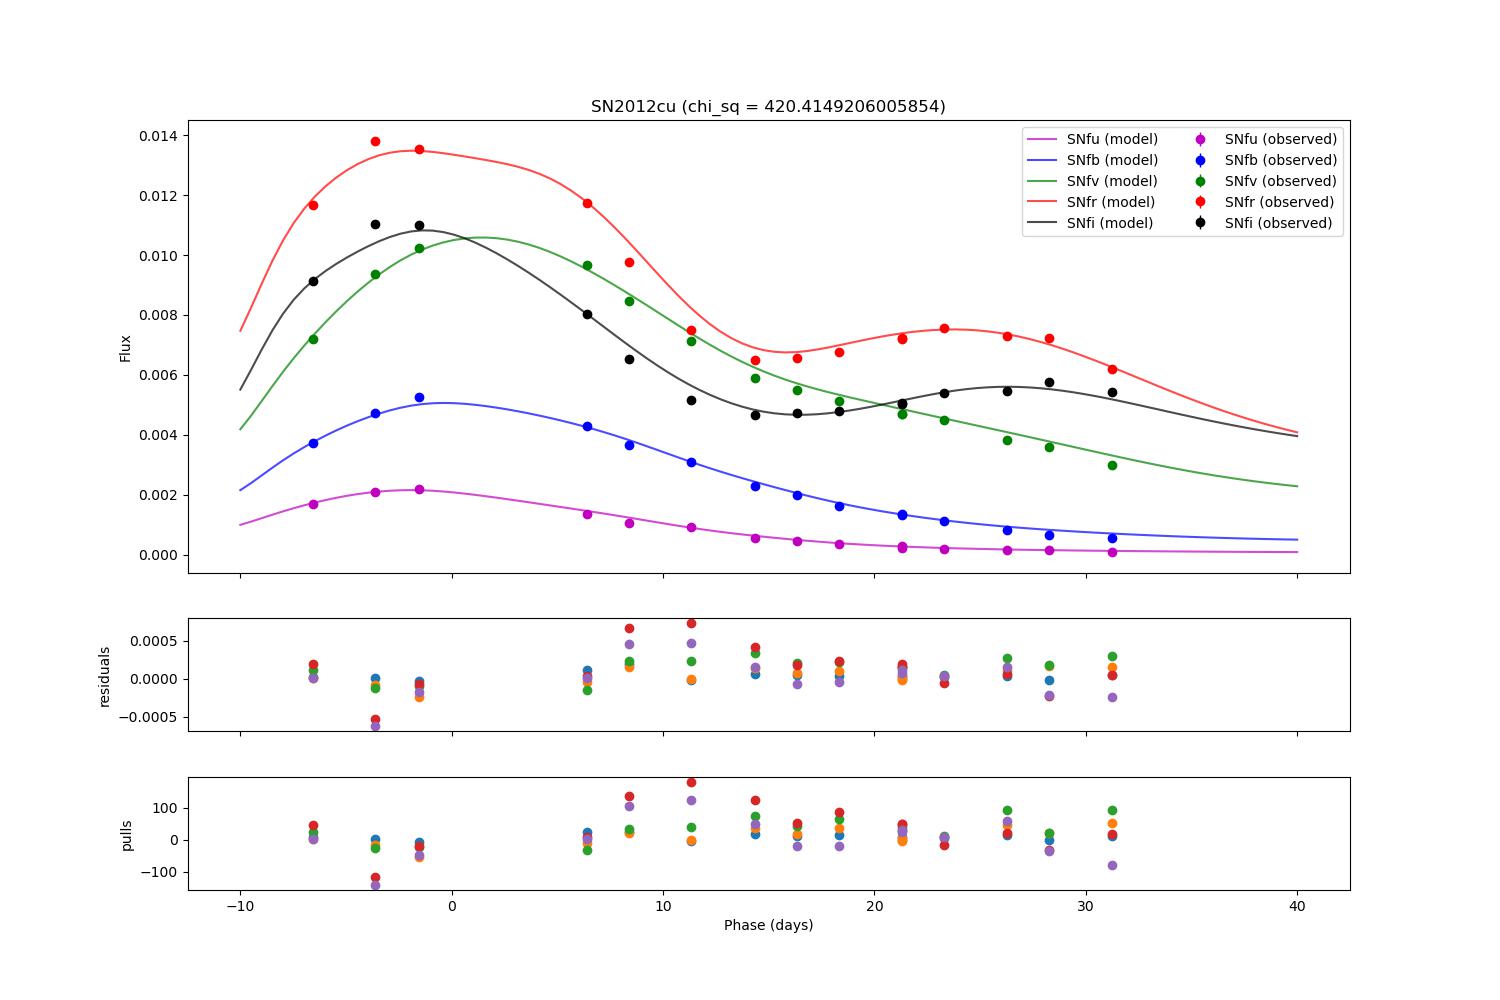 SN2012cu (chi_sq = 420.4149206005854)
0.014
0.012
0.010
0.008
0.006
0.004
0.002
0.000
Flux
SNfu (model)
SNfb (model)
SNfv (model)
SNfr (model)
SNfi (model)
SNfu (observed)
SNfb (observed)
SNfv (observed)
SNfr (observed)
SNfi (observed)
0.0005
0.0000
−0.0005
residuals
100
0
−100
pulls
−10
0
10
20
30
40
Phase (days)